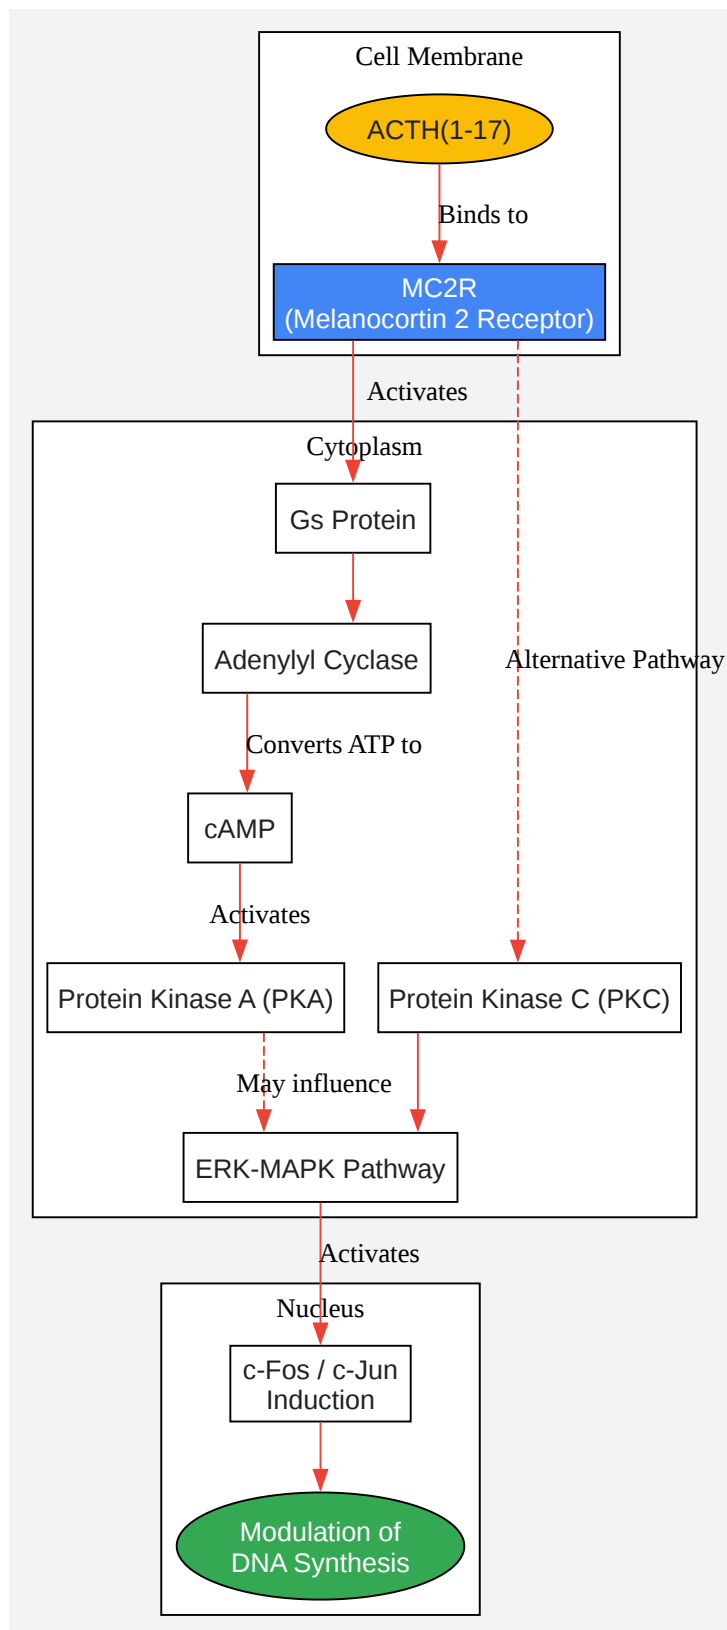 Cell Membrane
ACTH(1-17)
Binds to
MC2R
(Melanocortin 2 Receptor)
Activates
Cytoplasm
Gs Protein
Adenylyl Cyclase
Alternative Pathway
Converts ATP to
cAMP
Activates
Protein Kinase A (PKA)
Protein Kinase C (PKC)
May influence
ERK-MAPK Pathway
Activates
Nucleus
c-Fos / c-Jun
Induction
Modulation of
DNA Synthesis